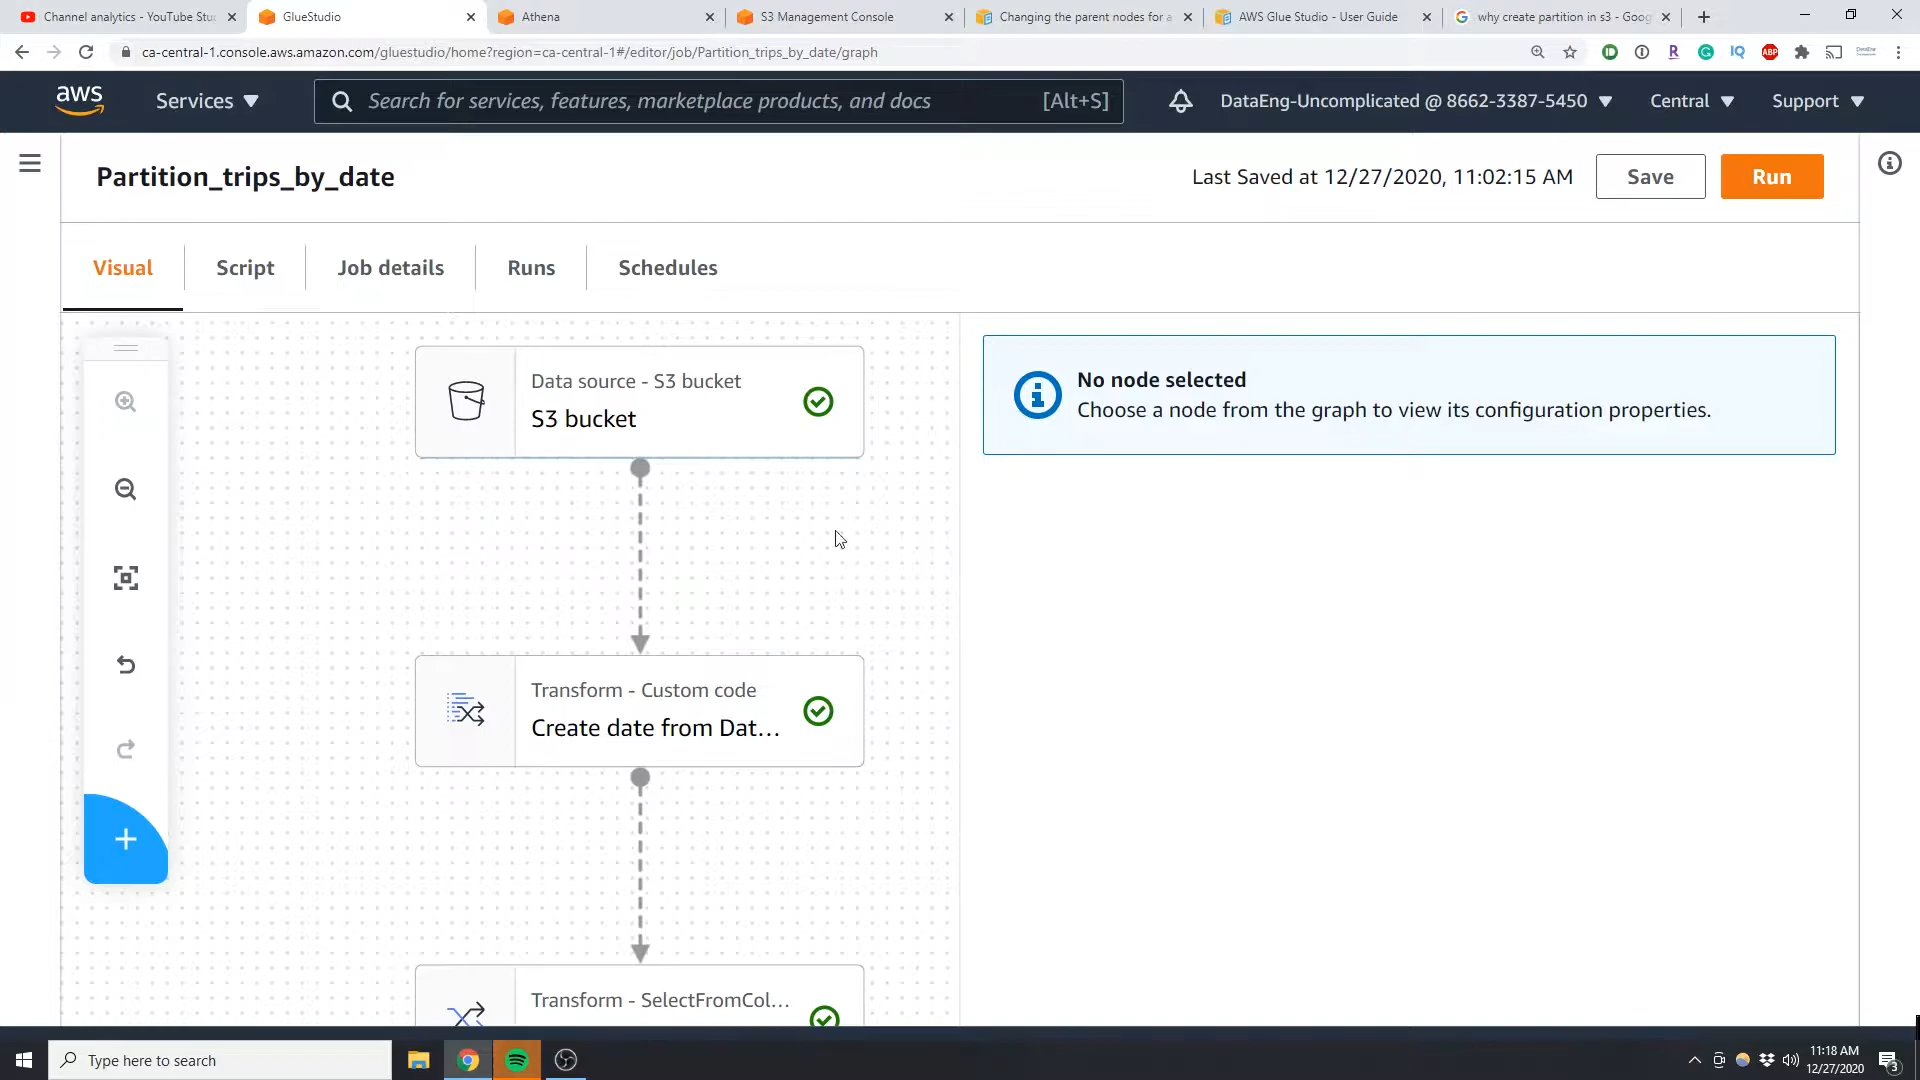 Channel analytics - YouTube Stu
GlueStudio
Athena
S3 Management Console
Changing the parent nodes for a
AWS Glue Studio - User Guide
why create partition in s3 - Goog
ca-central-1.console.aws.amazon.com/gluestudio/home?region=ca-central-1#/editor/job/Partition_trips_by_date/graph
aws
Services
Search for services, features, marketplace products, and docs
[Alt+S]
DataEng-Uncomplicated @ 8662-3387-5450
Central
Support
Partition_trips_by_date
Last Saved at 12/27/2020, 11:02:15 AM
Save
Run
Visual
Script
Job details
Runs
Schedules
Data source - S3 bucket
S3 bucket
No node selected
Choose a node from the graph to view its configuration properties.
Transform - Custom code
Create date from Dat...
Transform - SelectFromCol...
Type here to search
11:18 AM
12/27/2020
3